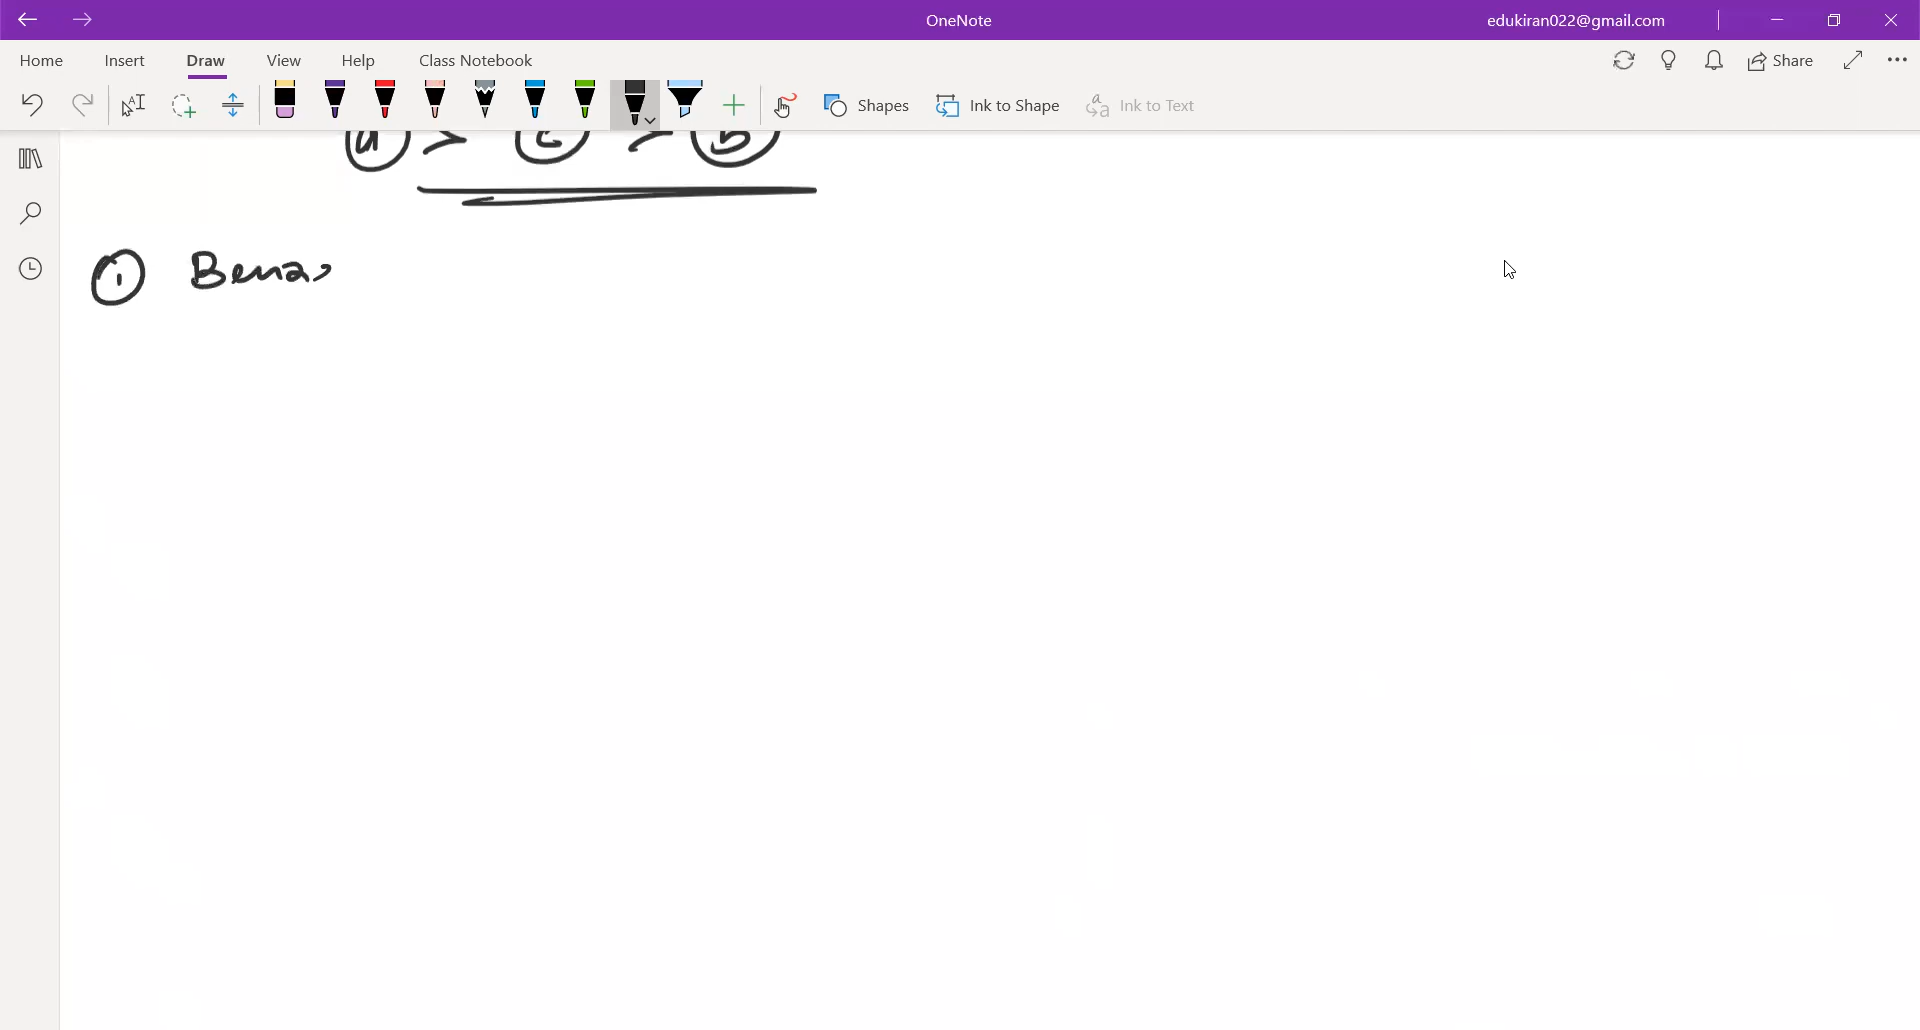 OneNote
edukiran022@gmail.com
Home Insert Draw View Help Class Notebook
Share
Shapes Ink to Shape Ink to Text
a > c > b
1